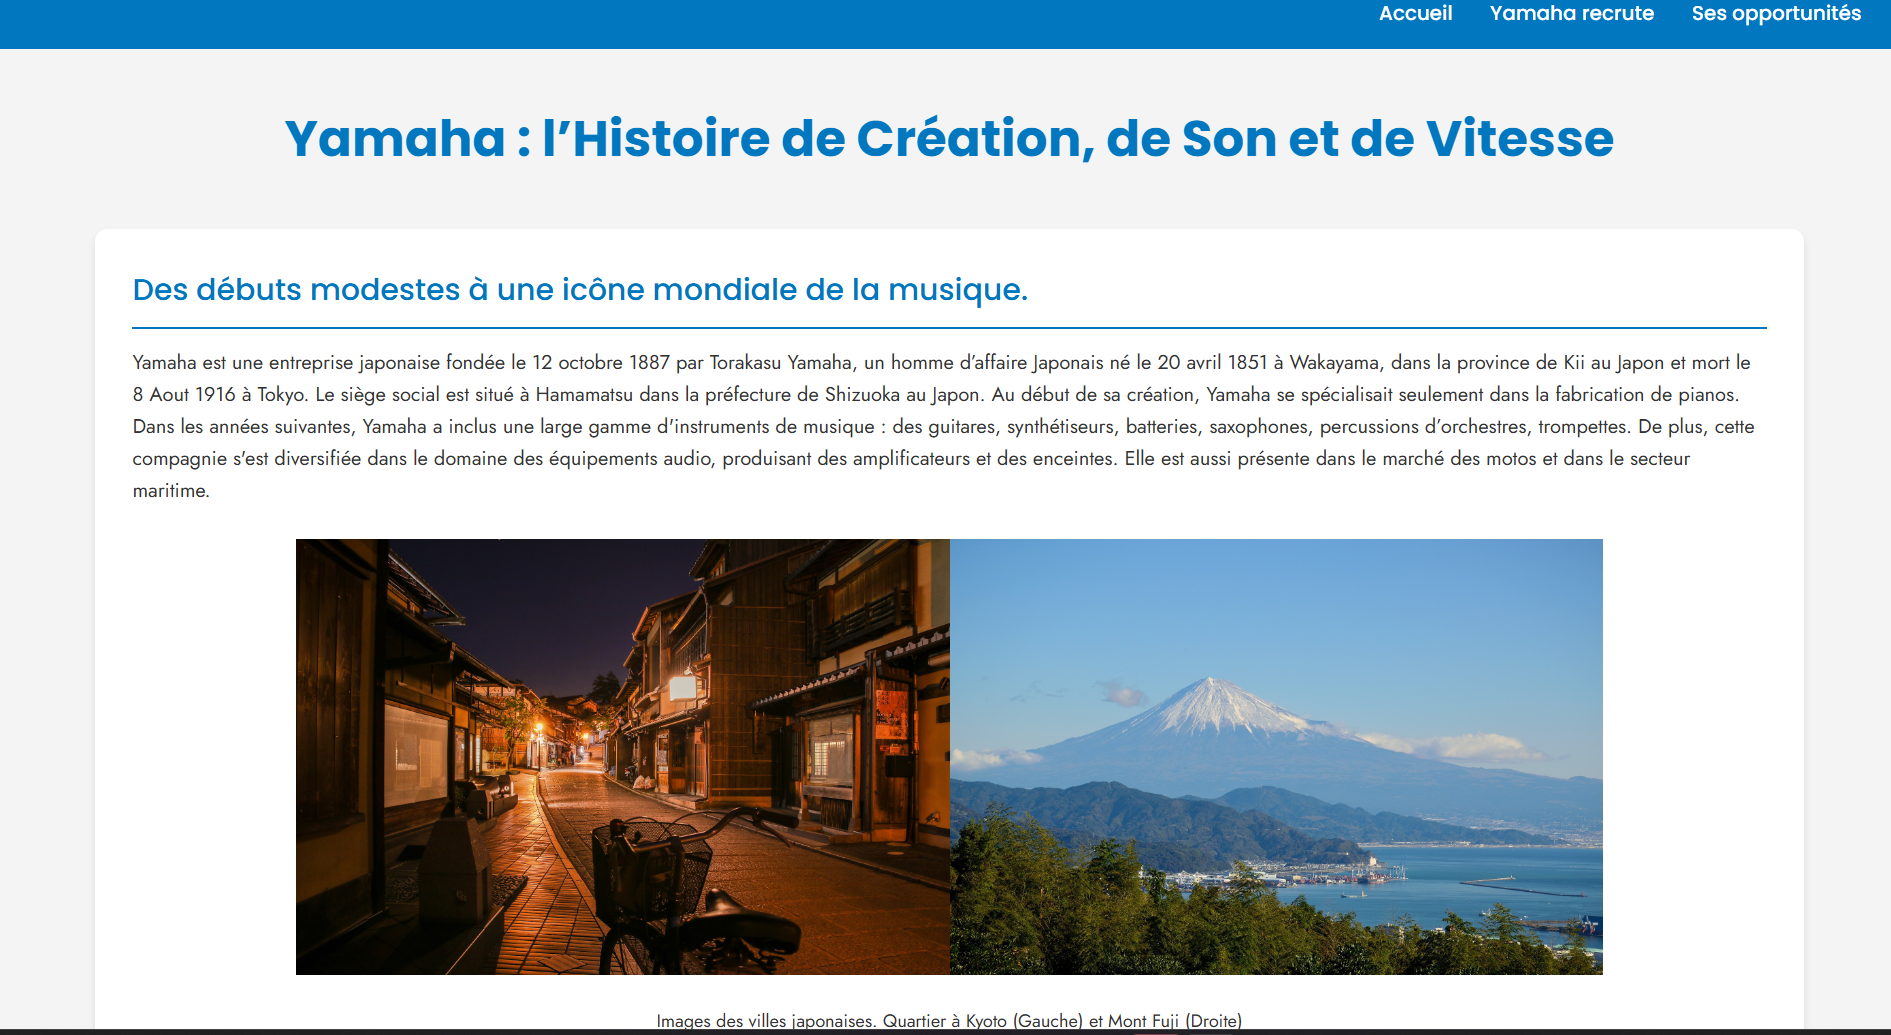 Accueil Yamaha recrute Ses opportunités
Yamaha : l’Histoire de Création, de Son et de Vitesse
Des débuts modestes à une icône mondiale de la musique.
Yamaha est une entreprise japonaise fondée le 12 octobre 1887 par Torakasu Yamaha, un homme d’affaire Japonais né le 20 avril 1851 à Wakayama, dans la province de Kii au Japon et mort le
8 Aout 1916 à Tokyo. Le siège social est situé à Hamamatsu dans la préfecture de Shizuoka au Japon. Au début de sa création, Yamaha se spécialisait seulement dans la fabrication de pianos.
Dans les années suivantes, Yamaha a inclus une large gamme d'instruments de musique : des guitares, synthétiseurs, batteries, saxophones, percussions d’orchestres, trompettes. De plus, cette
compagnie s'est diversifiée dans le domaine des équipements audio, produisant des amplificateurs et des enceintes. Elle est aussi présente dans le marché des motos et dans le secteur
maritime.
Images des villes japonaises. Quartier à Kyoto (Gauche) et Mont Fuji (Droite)